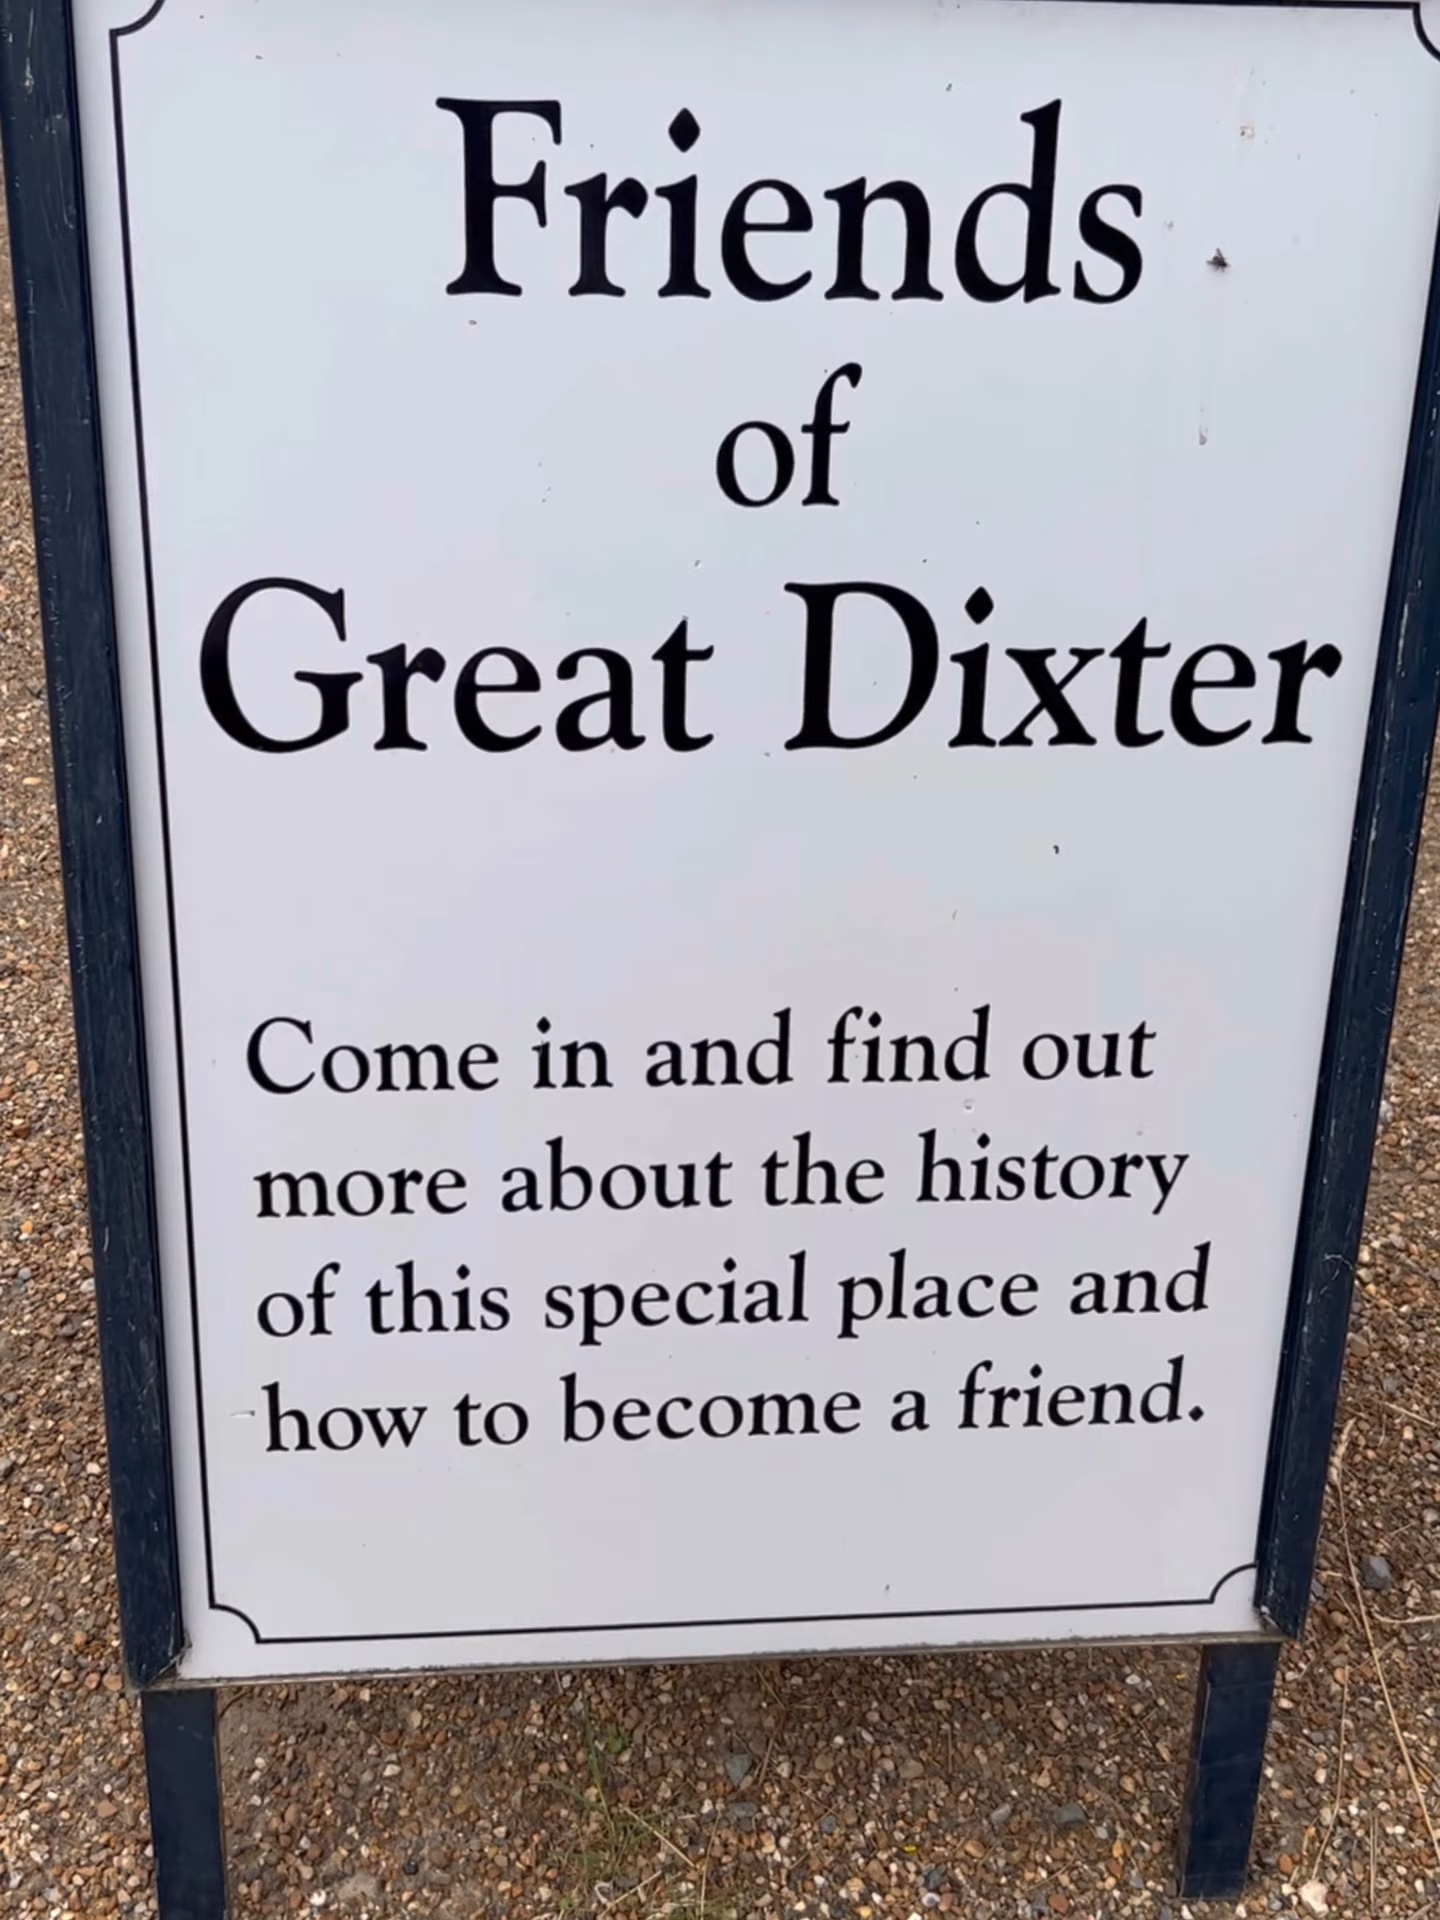 Friends
of
Great Dixter
Come in and find out
more about the history
of this special place and
how to become a friend.